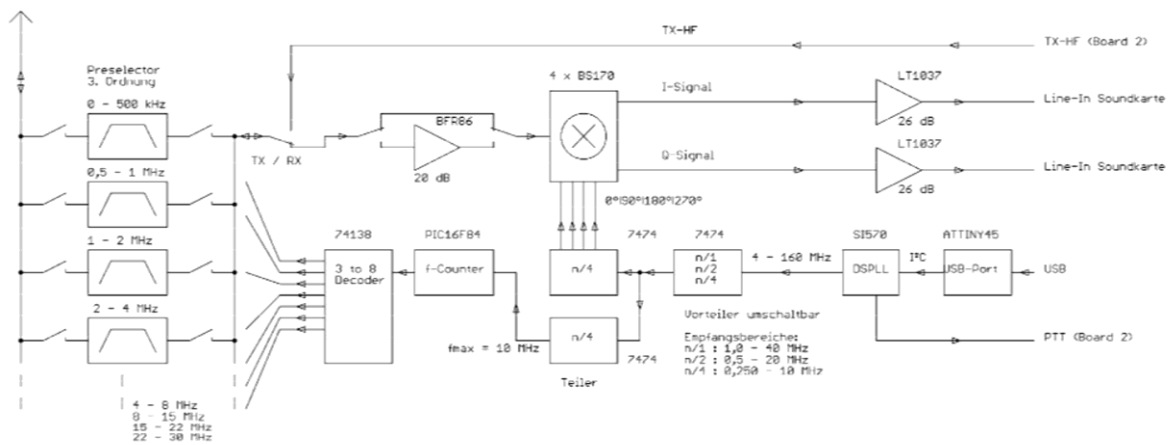 TX-HF
TX-HF (Board 2)
Preselector
3. Ordnung
0 - 500 kHz
4 x BS170
I-Signal
LT1037
26 dB
Line-In Soundkarte
BFR86
20 dB
TX / RX
Q-Signal
LT1037
26 dB
Line-In Soundkarte
0,5 - 1 MHz
0°|90°|180°|270°
1 - 2 MHz
74138
3 to 8
Decoder
PIC16F84
f-Counter
7474
n/4
7474
n/1
n/2
n/4
4 - 160 MHz
SI570
DSPLL
I²C
ATTINY45
USB-Port
USB
2 - 4 MHz
fmax = 10 MHz
n/4
7474
Teiler
Vorteiler umschaltbar
Empfangsbereiche:
n/1 : 1,0 - 40 MHz
n/2 : 0,5 - 20 MHz
n/4 : 0,250 - 10 MHz
PTT (Board 2)
4 - 8 MHz
8 - 15 MHz
15 - 22 MHz
22 - 30 MHz